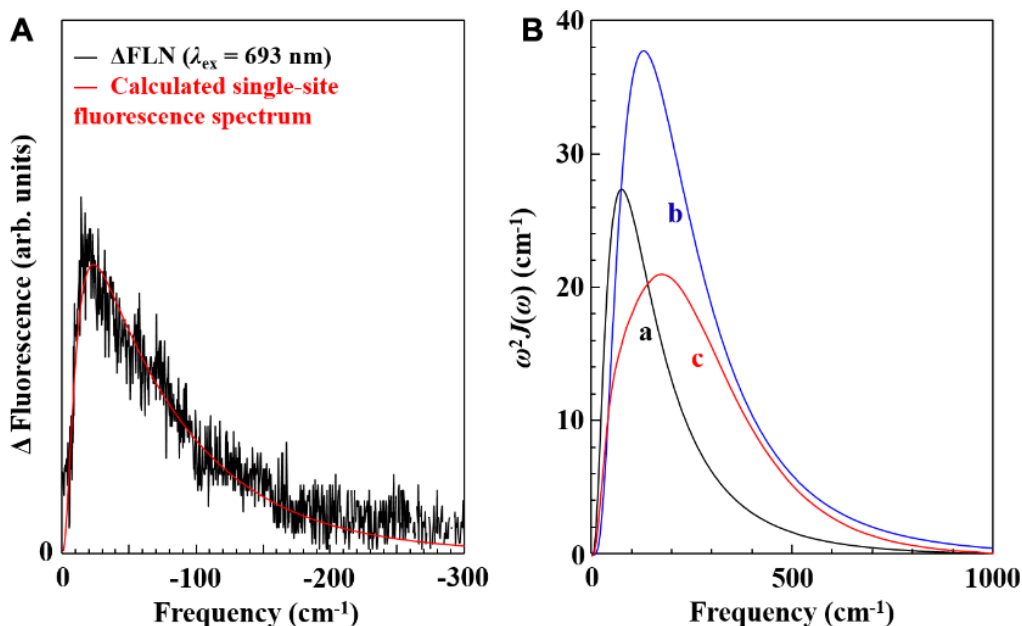 A
— ΔFLN (λex = 693 nm)
— Calculated single-site
fluorescence spectrum
Δ Fluorescence (arb. units)
0
0 -100 -200 -300
Frequency (cm-1)
B
40
30
20
10
0
ω2J(ω) (cm-1)
b
a
c
0 500 1000
Frequency (cm-1)